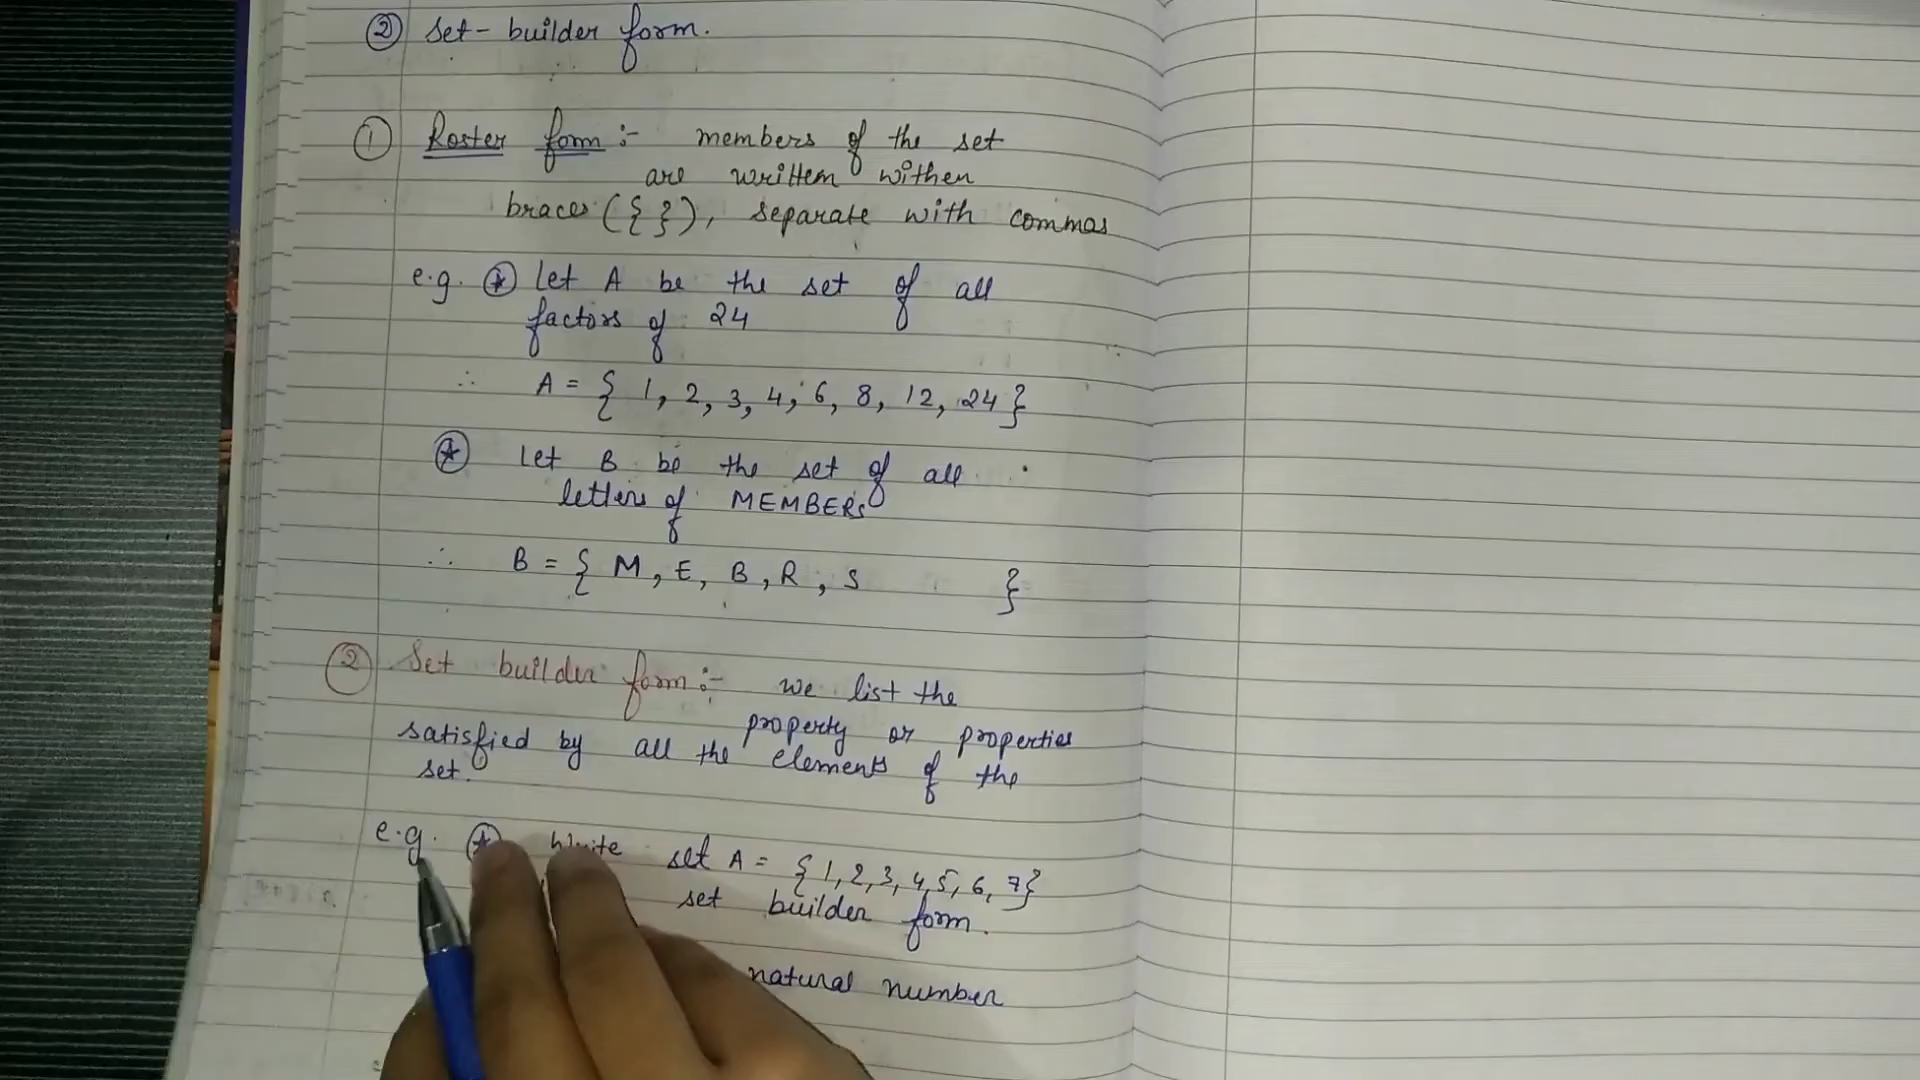 ② Set-builder form.
① Roster form :- members of the set
are written withen
braces ({ }), separate with commas
e.g. ⍟ Let A be the set of all
factors of 24
∴ A = { 1, 2, 3, 4, 6, 8, 12, 24 }
⍟ Let B be the set of all
letters of MEMBERS
∴ B = { M, E, B, R, S }
② Set builder form :- we list the
property or properties
satisfied by all the elements of the
set.
e.g. ⍟ Write set A = {1, 2, 3, 4, 5, 6, 7}
set builder form.
natural number